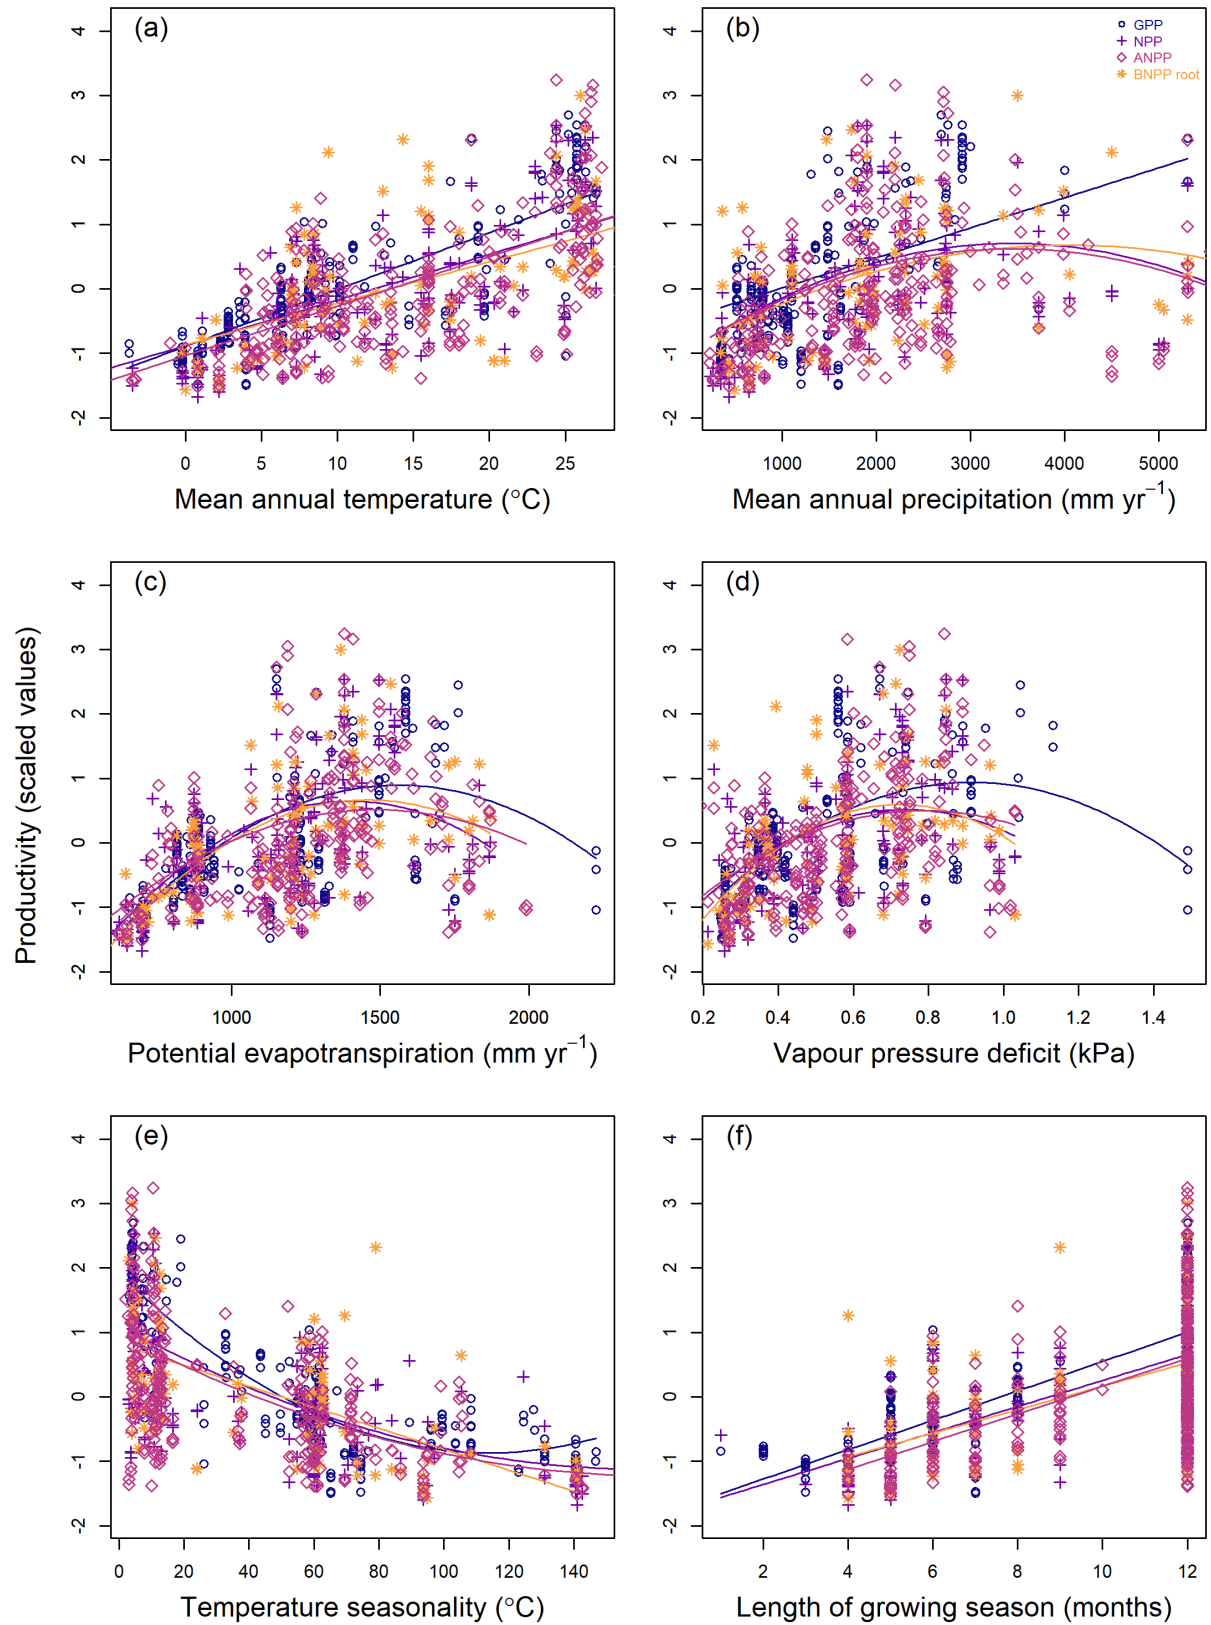 (a)
4
3
2
1
0
-1
-2
0 5 10 15 20 25
Mean annual temperature (°C)
(b)
GPP
NPP
ANPP
BNPP root
4
3
2
1
0
-1
-2
1000 2000 3000 4000 5000
Mean annual precipitation (mm yr−1)
Productivity (scaled values)
(c)
4
3
2
1
0
-1
-2
1000 1500 2000
Potential evapotranspiration (mm yr−1)
(d)
4
3
2
1
0
-1
-2
0.2 0.4 0.6 0.8 1.0 1.2 1.4
Vapour pressure deficit (kPa)
(e)
4
3
2
1
0
-1
-2
0 20 40 60 80 100 120 140
Temperature seasonality (°C)
(f)
4
3
2
1
0
-1
-2
2 4 6 8 10 12
Length of growing season (months)